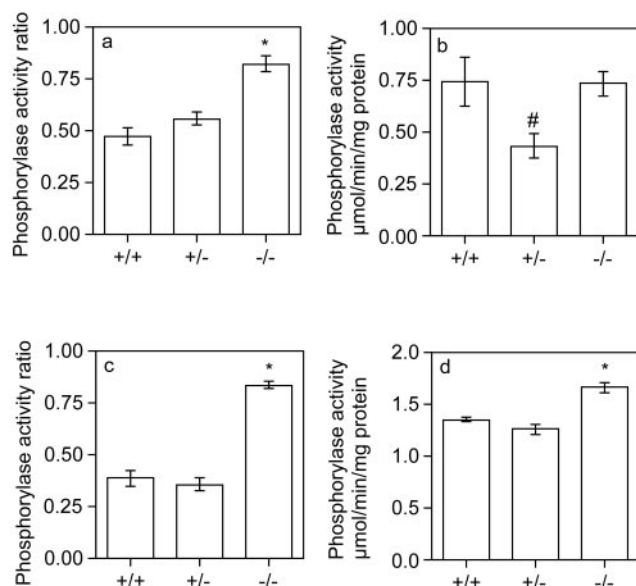 Phosphorylase activity ratio
a
*
1.00
0.75
0.50
0.25
0.00
+/+ +/- -/-
Phosphorylase activity
µmol/min/mg protein
b
#
1.00
0.75
0.50
0.25
0.00
+/+ +/- -/-
Phosphorylase activity ratio
c
*
1.00
0.75
0.50
0.25
0.00
+/+ +/- -/-
Phosphorylase activity
µmol/min/mg protein
d
*
2.0
1.5
1.0
0.5
0.0
+/+ +/- -/-